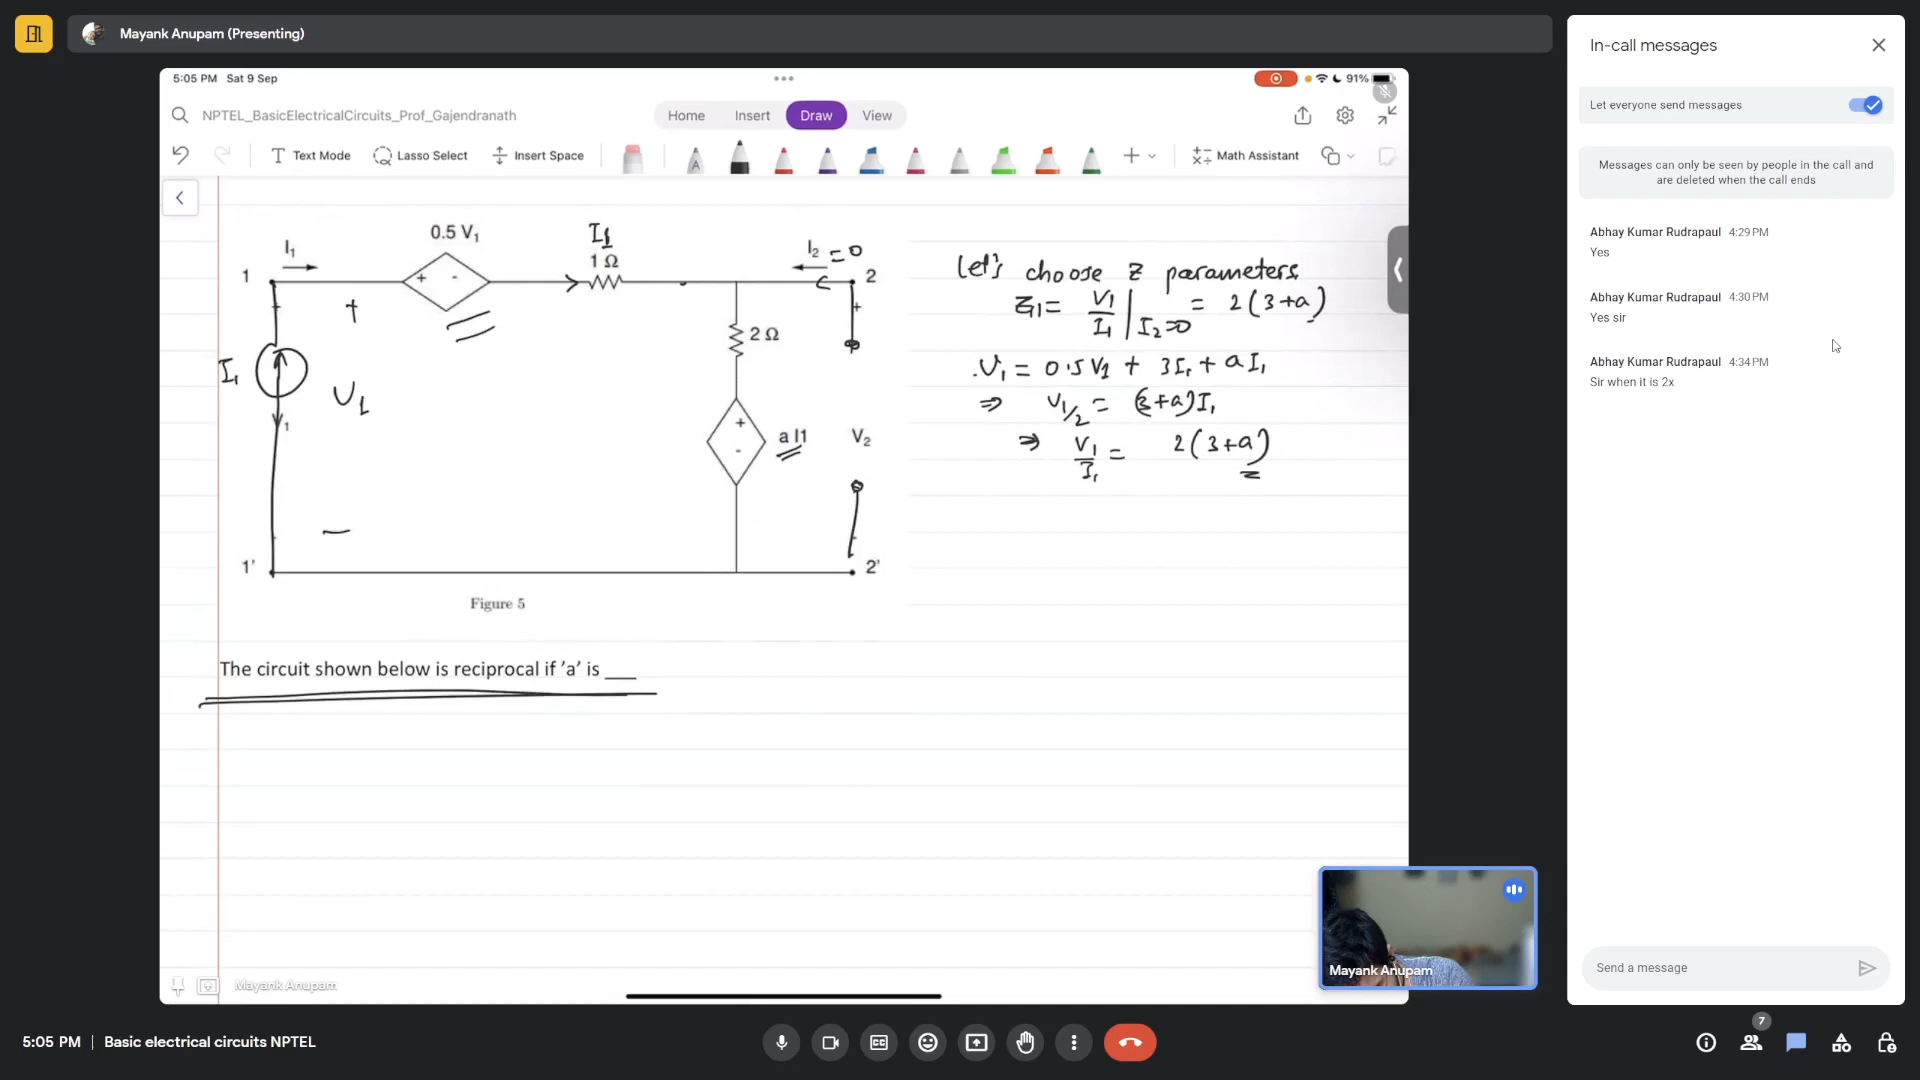 Mayank Anupam (Presenting)
5:05 PM Sat 9 Sep
91%
NPTEL_BasicElectricalCircuits_Prof_Gajendranath
Home Insert Draw View
Text Mode Lasso Select Insert Space A Math Assistant
0.5 V₁
I₁
I₁
1 Ω
I₂ = 0
1
+ -
2
+
+
2 Ω
I₁
V₁
+
-
a I1
V₂
-
1'
2'
Figure 5
Let's choose Z parameters
Z₁₁ = V₁/I₁ | I₂=0 = 2(3+a)
V₁ = 0.5V₁ + 3I₁ + aI₁
⇒ V₁/2 = (3+a)I₁
⇒ V₁/I₁ = 2(3+a)
The circuit shown below is reciprocal if 'a' is ___
Mayank Anupam
Mayank Anupam
In-call messages
Let everyone send messages
Messages can only be seen by people in the call and
are deleted when the call ends
Abhay Kumar Rudrapaul 4:29 PM
Yes
Abhay Kumar Rudrapaul 4:30 PM
Yes sir
Abhay Kumar Rudrapaul 4:34 PM
Sir when it is 2x
Send a message
5:05 PM | Basic electrical circuits NPTEL
7